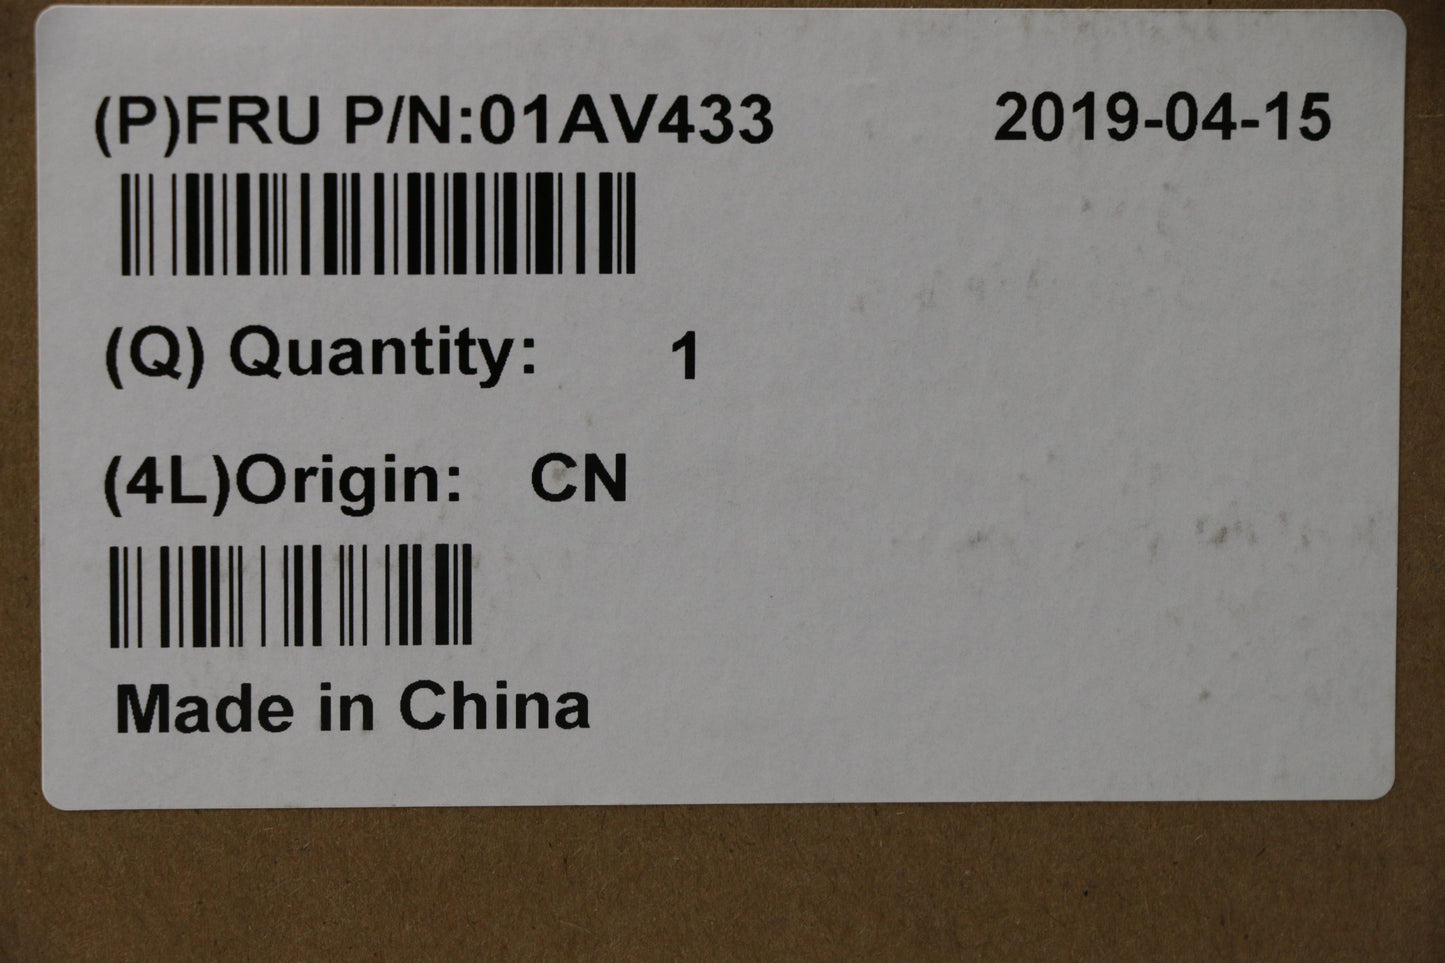 (P)FRU P/N:01AV433 2019-04-15
(Q) Quantity: 1
(4L)Origin: CN
Made in China